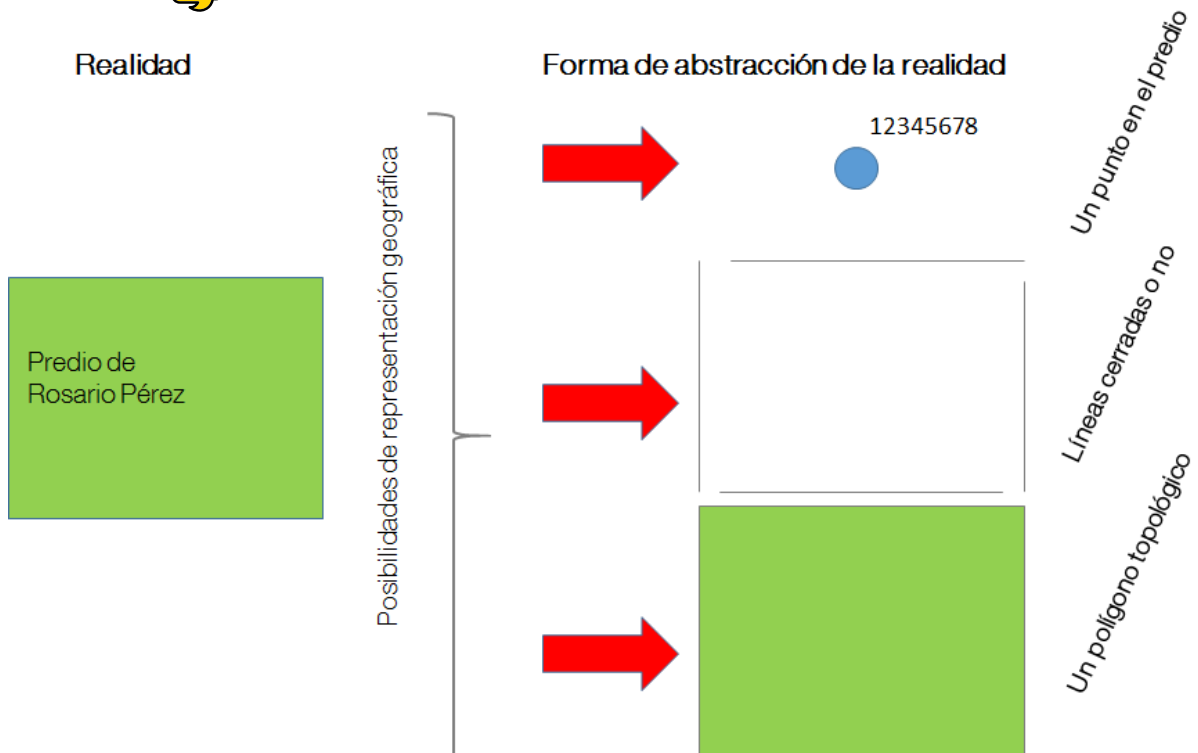 Realidad
Forma de abstracción de la realidad
Predio de
Rosario Pérez
Posibilidades de representación geográfica
12345678
Un punto en el predio
Líneas cerradas o no
Un polígono topológico